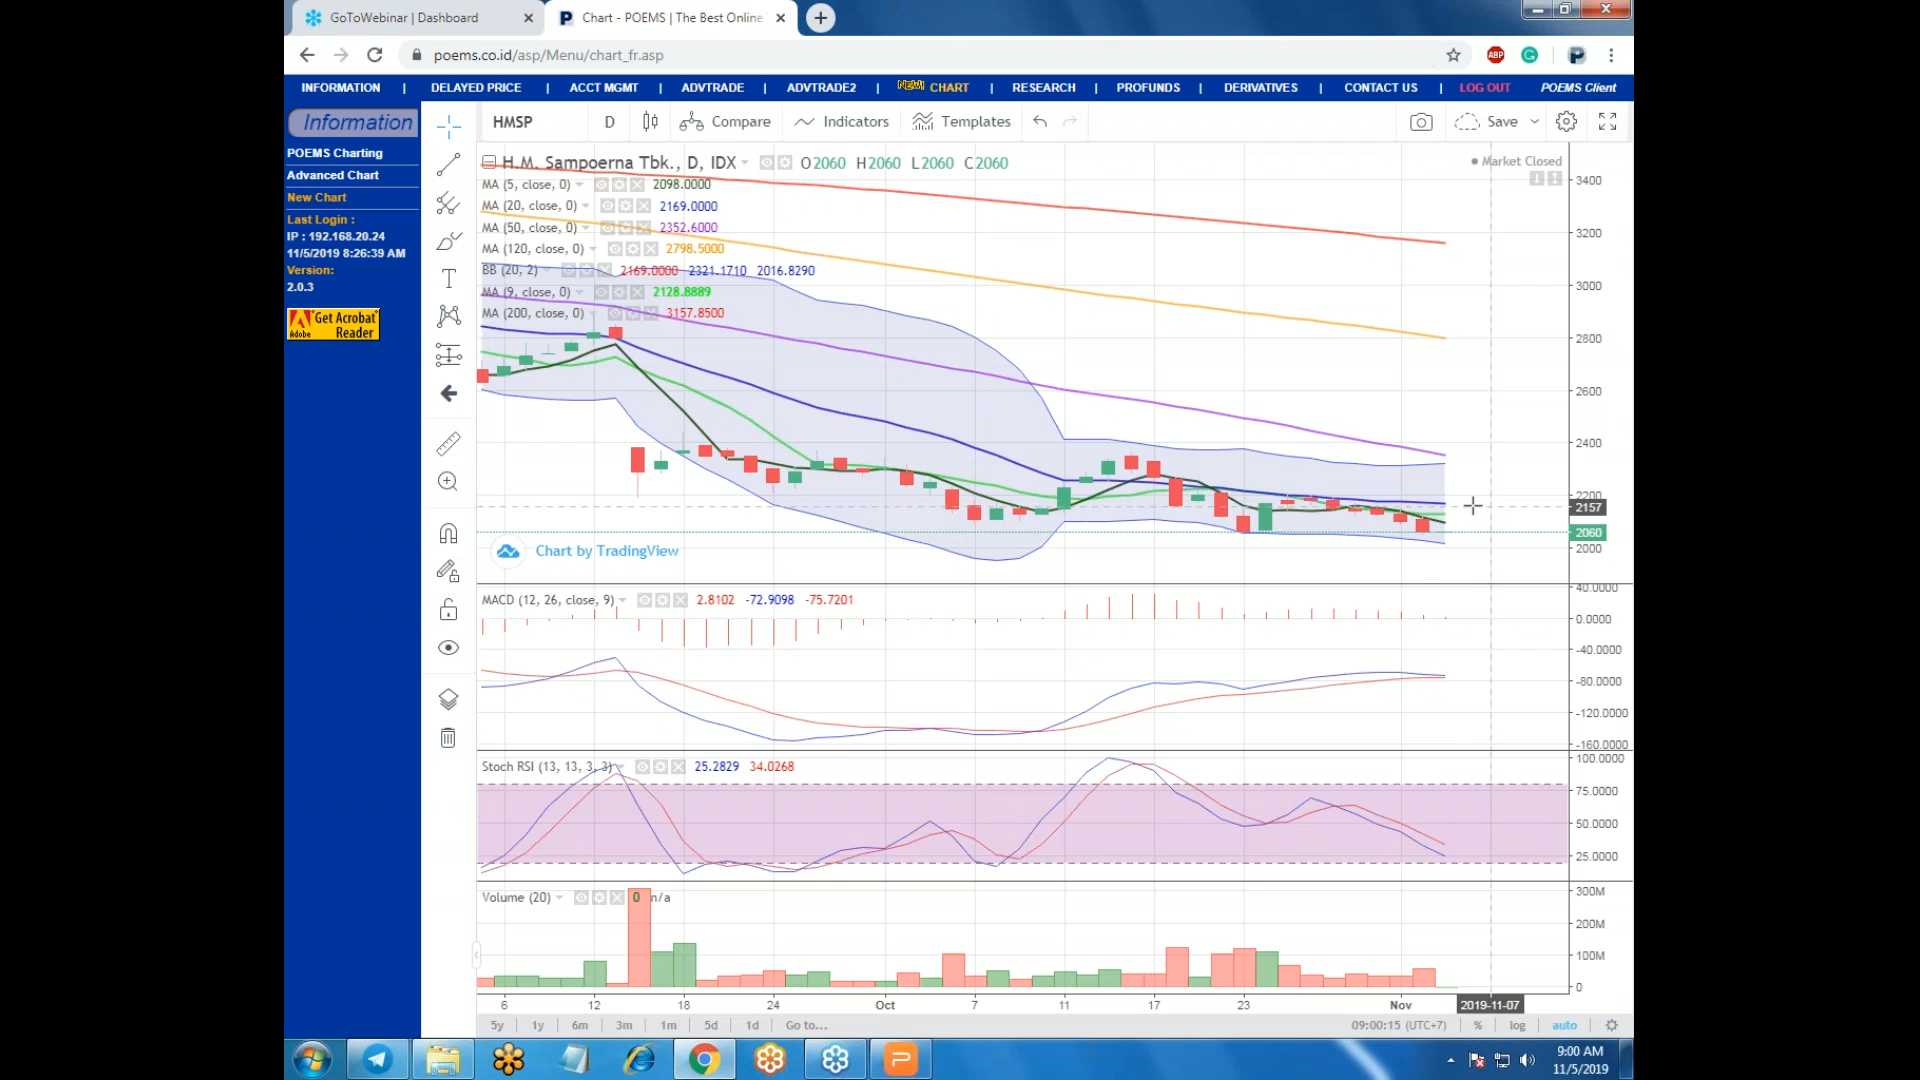 GoToWebinar | Dashboard
Chart - POEMS | The Best Online
poems.co.id/asp/Menu/chart_fr.asp
ABP
INFORMATION | DELAYED PRICE | ACCT MGMT | ADVTRADE | ADVTRADE2 | NEW! CHART | RESEARCH | PROFUNDS | DERIVATIVES | CONTACT US | LOG OUT POEMS Client
Information
POEMS Charting
Advanced Chart
New Chart
Last Login :
IP : 192.168.20.24
11/5/2019 8:26:39 AM
Version:
2.0.3
Get Acrobat
Adobe Reader
HMSP D Compare Indicators Templates Save
H.M. Sampoerna Tbk., D, IDX O2060 H2060 L2060 C2060
Market Closed
MA (5, close, 0) 2098.0000
MA (20, close, 0) 2169.0000
MA (50, close, 0) 2352.6000
MA (120, close, 0) 2798.5000
BB (20, 2) 2169.0000 2321.1710 2016.8290
MA (9, close, 0) 2128.8889
MA (200, close, 0) 3157.8500
3400
3200
3000
2800
2600
2400
2200
2157
2060
2000
Chart by TradingView
MACD (12, 26, close, 9) 2.8102 -72.9098 -75.7201
40.0000
0.0000
-40.0000
-80.0000
-120.0000
-160.0000
Stoch RSI (13, 13, 3, 3) 25.2829 34.0268
100.0000
75.0000
50.0000
25.0000
Volume (20) 0 n/a
300M
200M
100M
0
6 12 18 24 Oct 7 11 17 23 Nov 2019-11-07
5y 1y 6m 3m 1m 5d 1d Go to... 09:00:15 (UTC+7) % log auto
9:00 AM
11/5/2019